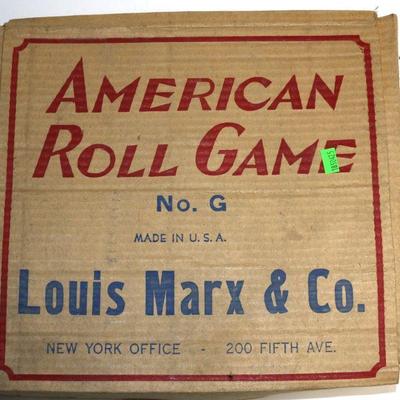 AMERICAN
ROLL GAME
No. G
MADE IN U. S. A.
Louis Marx & Co.
NEW YORK OFFICE - 200 FIFTH AVE.